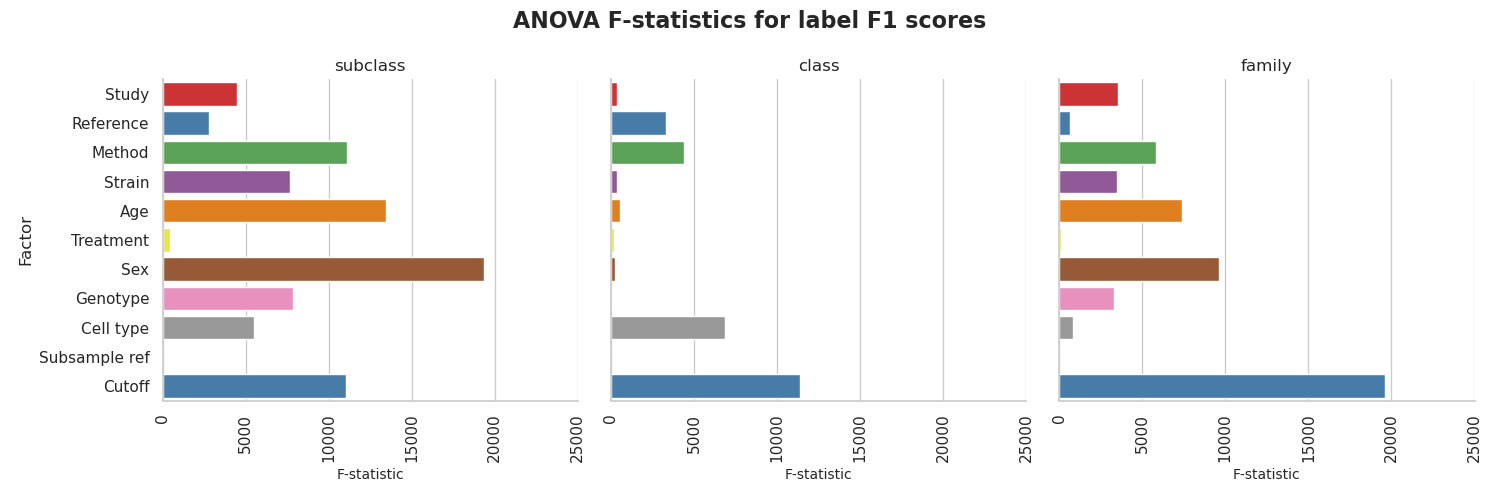 ANOVA F-statistics for label F1 scores
subclass
class
family
Factor
Study
Reference
Method
Strain
Age
Treatment
Sex
Genotype
Cell type
Subsample ref
Cutoff
0 5000 10000 15000 20000 25000
0 5000 10000 15000 20000 25000
0 5000 10000 15000 20000 25000
F-statistic
F-statistic
F-statistic